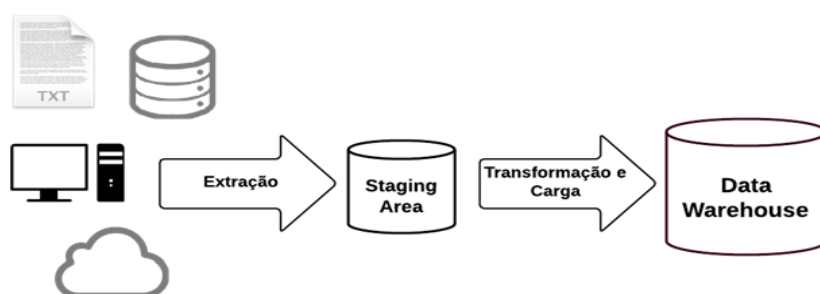 TXT
Extração
Staging
Area
Transformação e
Carga
Data
Warehouse